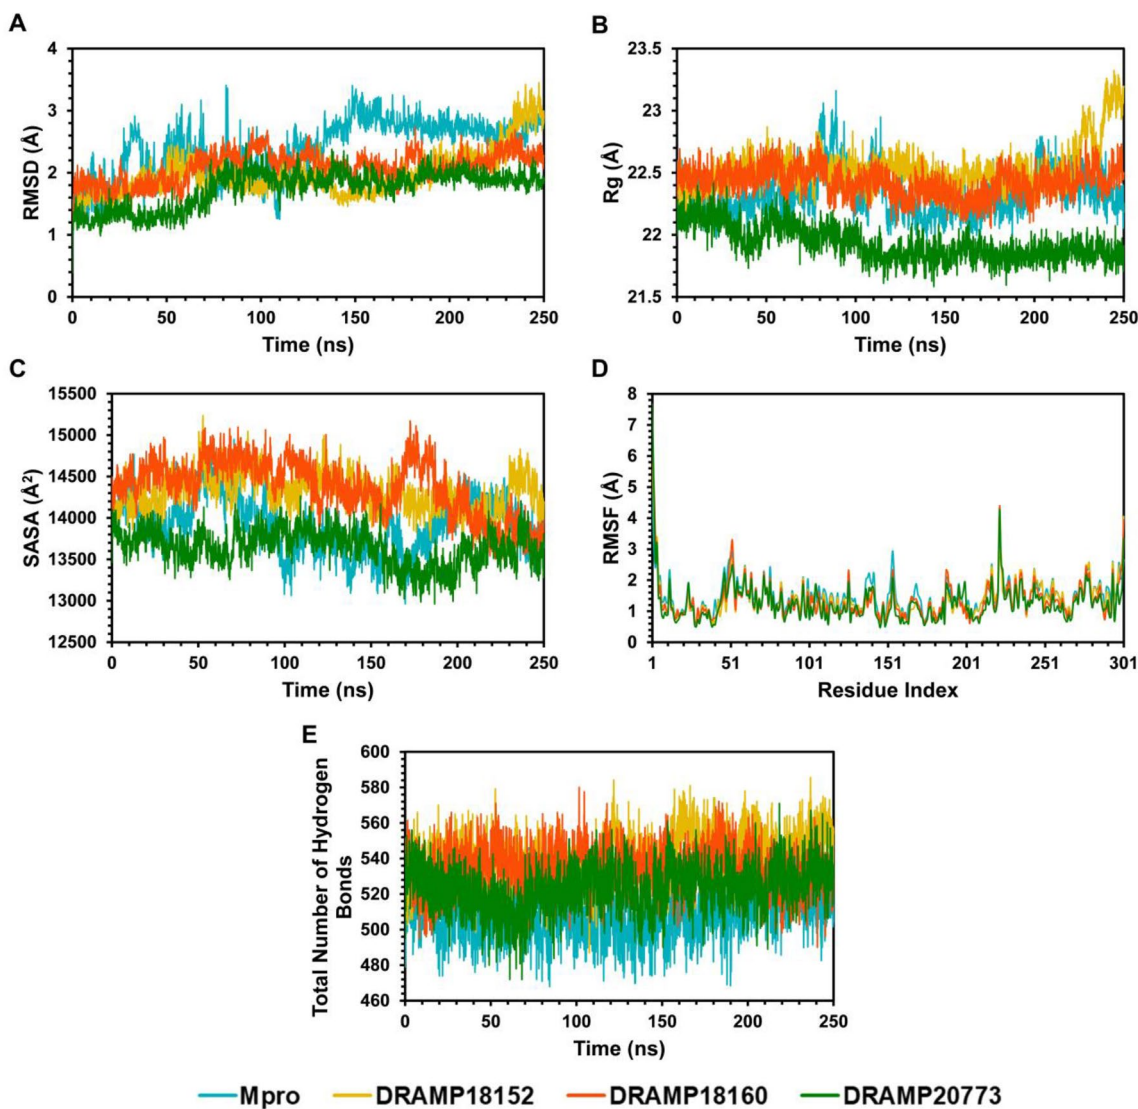 A
RMSD (Å)
4
3
2
1
0
0 50 100 150 200 250
Time (ns)
B
Rg (Å)
23.5
23
22.5
22
21.5
0 50 100 150 200 250
Time (ns)
C
SASA (Å²)
15500
15000
14500
14000
13500
13000
12500
0 50 100 150 200 250
Time (ns)
D
RMSF (Å)
8
7
6
5
4
3
2
1
0
1 51 101 151 201 251 301
Residue Index
E
Total Number of Hydrogen
Bonds
600
580
560
540
520
500
480
460
0 50 100 150 200 250
Time (ns)
Mpro DRAMP18152 DRAMP18160 DRAMP20773